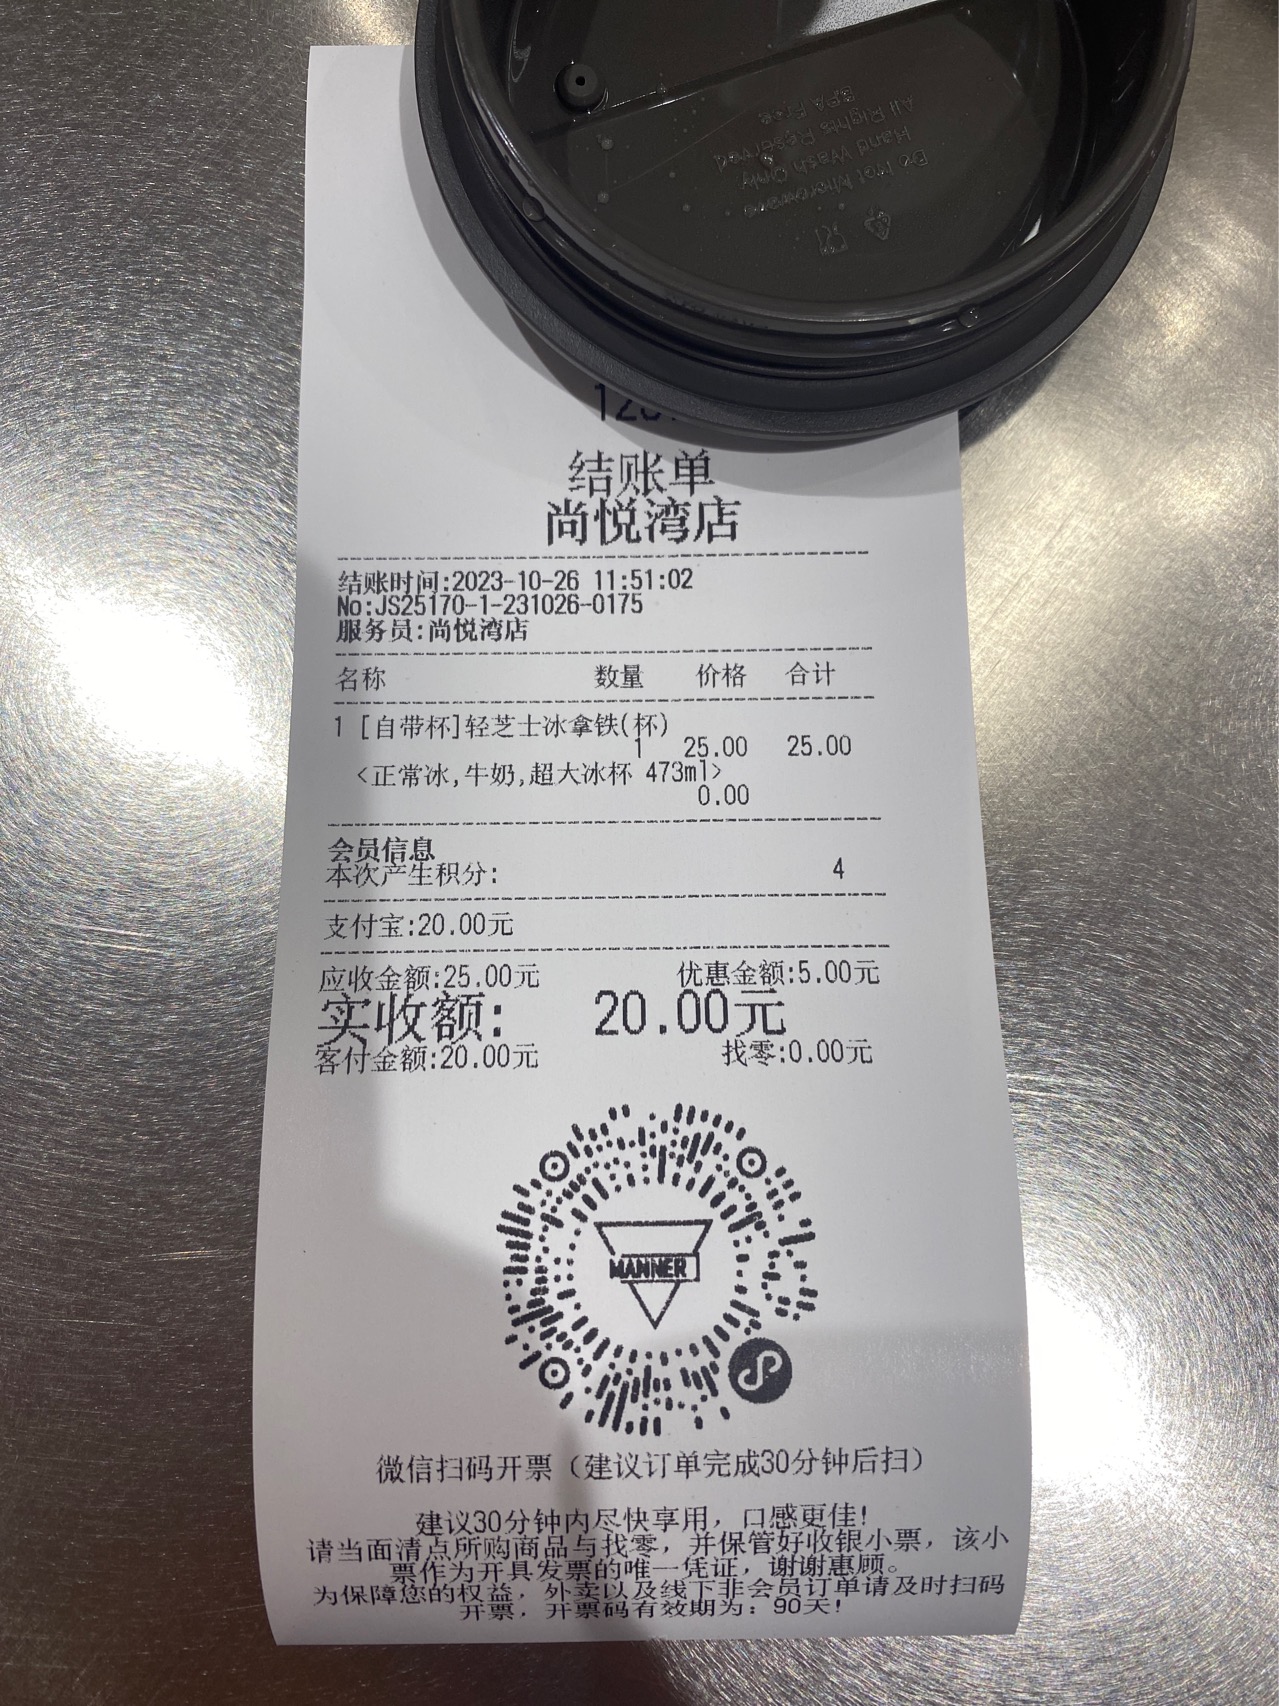 BPA Free
All Rights Reserved
Hand Wash Only
Do Not Microwave
结账单
尚悦湾店
结账时间:2023-10-26 11:51:02
No:JS25170-1-231026-0175
服务员:尚悦湾店
名称 数量 价格 合计
1 [自带杯]轻芝士冰拿铁(杯)
1 25.00 25.00
<正常冰,牛奶,超大冰杯 473ml>
0.00
会员信息
本次产生积分: 4
支付宝:20.00元
应收金额:25.00元 优惠金额:5.00元
实收额: 20.00元
客付金额:20.00元 找零:0.00元
MANNER
微信扫码开票（建议订单完成30分钟后扫）
建议30分钟内尽快享用，口感更佳!
请当面清点所购商品与找零，并保管好收银小票，该小
票作为开具发票的唯一凭证，谢谢惠顾。
为保障您的权益，外卖以及线下非会员订单请及时扫码
开票，开票码有效期为：90天!